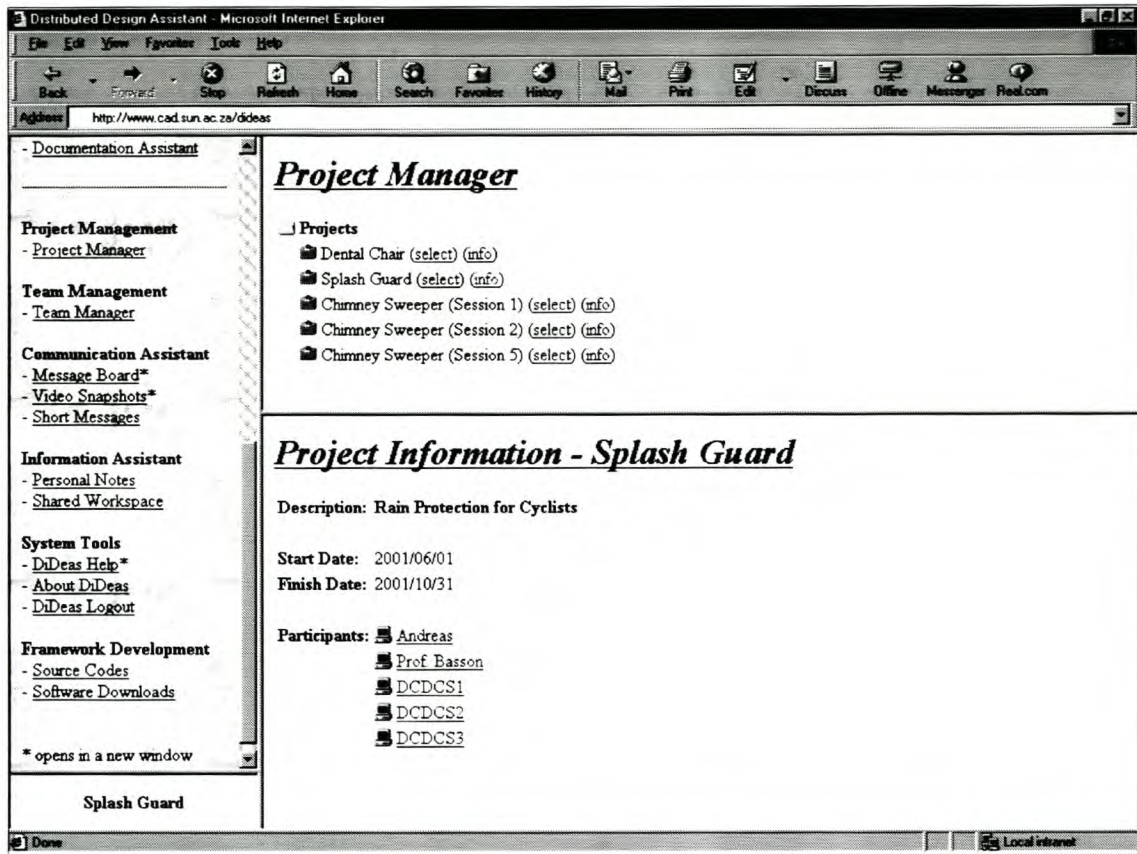 Distributed Design Assistant - Microsoft Internet Explorer
File Edit View Favorites Tools Help
Back Forward Stop Refresh Home Search Favorites History Mail Print Edit Discuss Offline Messenger Real.com
Address http://www.cad.sun.ac.za/dideas
- Documentation Assistant
Project Management
- Project Manager
Team Management
- Team Manager
Communication Assistant
- Message Board*
- Video Snapshots*
- Short Messages
Information Assistant
- Personal Notes
- Shared Workspace
System Tools
- DiDeas Help*
- About DiDeas
- DiDeas Logout
Framework Development
- Source Codes
- Software Downloads
* opens in a new window
Splash Guard
Project Manager
Projects
Dental Chair (select) (info)
Splash Guard (select) (info)
Chimney Sweeper (Session 1) (select) (info)
Chimney Sweeper (Session 2) (select) (info)
Chimney Sweeper (Session 5) (select) (info)
Project Information - Splash Guard
Description: Rain Protection for Cyclists
Start Date: 2001/06/01
Finish Date: 2001/10/31
Participants: Andreas
Prof. Basson
DCDCS1
DCDCS2
DCDCS3
Done
Local intranet